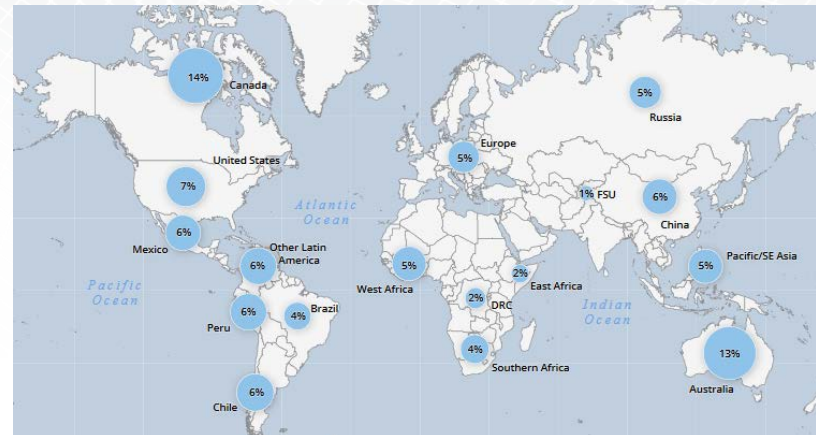 14%
Canada
5%
Russia
United States
7%
Europe
5%
1%
FSU
6%
China
Atlantic
Ocean
6%
Mexico
Other Latin
America
6%
5%
West Africa
2%
East Africa
5%
Pacific/SE Asia
Pacific
Ocean
6%
Peru
4%
Brazil
2%
DRC
Indian
Ocean
4%
Southern Africa
13%
Australia
6%
Chile